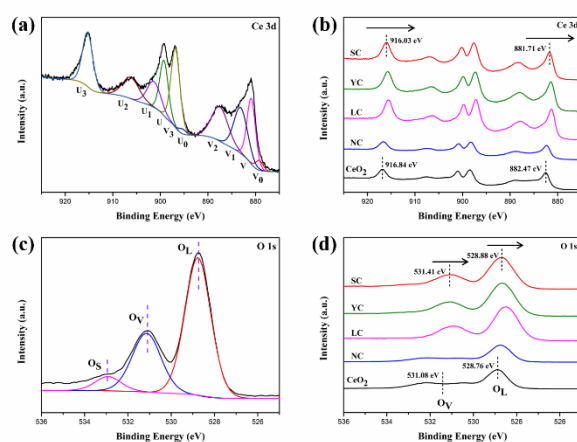 (a)
Ce 3d
Intensity (a.u.)
U3
U2
U1
U
V3
U0
V2
V1
V
V0
920 910 900 890 880
Binding Energy (eV)
(b)
Ce 3d
Intensity (a.u.)
916.03 eV
881.71 eV
SC
YC
LC
NC
CeO2
916.84 eV
882.47 eV
920 910 900 890 880
Binding Energy (eV)
(c)
O 1s
Intensity (a.u.)
OL
OV
OS
536 534 532 530 528 526 524
Binding Energy (eV)
(d)
O 1s
Intensity (a.u.)
528.88 eV
531.41 eV
SC
YC
LC
NC
528.76 eV
CeO2
531.08 eV
OV
OL
536 534 532 530 528 526 524
Binding Energy (eV)